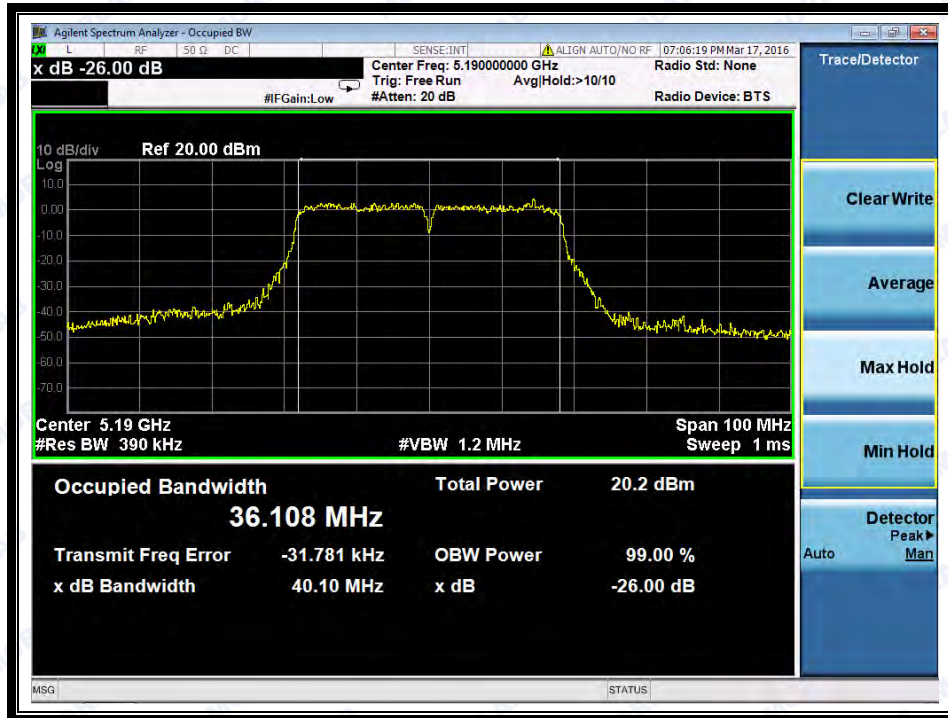 Agilent Spectrum Analyzer - Occupied BW
L RF 50 Ω DC SENSE:INT ALIGN AUTO/NO RF 07:06:19 PM Mar 17, 2016
x dB -26.00 dB
Center Freq: 5.190000000 GHz Radio Std: None
Trig: Free Run Avg|Hold:>10/10
#IFGain:Low #Atten: 20 dB Radio Device: BTS
Trace/Detector
10 dB/div Ref 20.00 dBm
Log
10.0
0.00
-10.0
-20.0
-30.0
-40.0
-50.0
-60.0
-70.0
Center 5.19 GHz Span 100 MHz
#Res BW 390 kHz #VBW 1.2 MHz Sweep 1 ms
Occupied Bandwidth Total Power 20.2 dBm
36.108 MHz
Transmit Freq Error -31.781 kHz OBW Power 99.00 %
x dB Bandwidth 40.10 MHz x dB -26.00 dB
Clear Write
Average
Max Hold
Min Hold
Detector
Peak▶
Auto Man
MSG STATUS